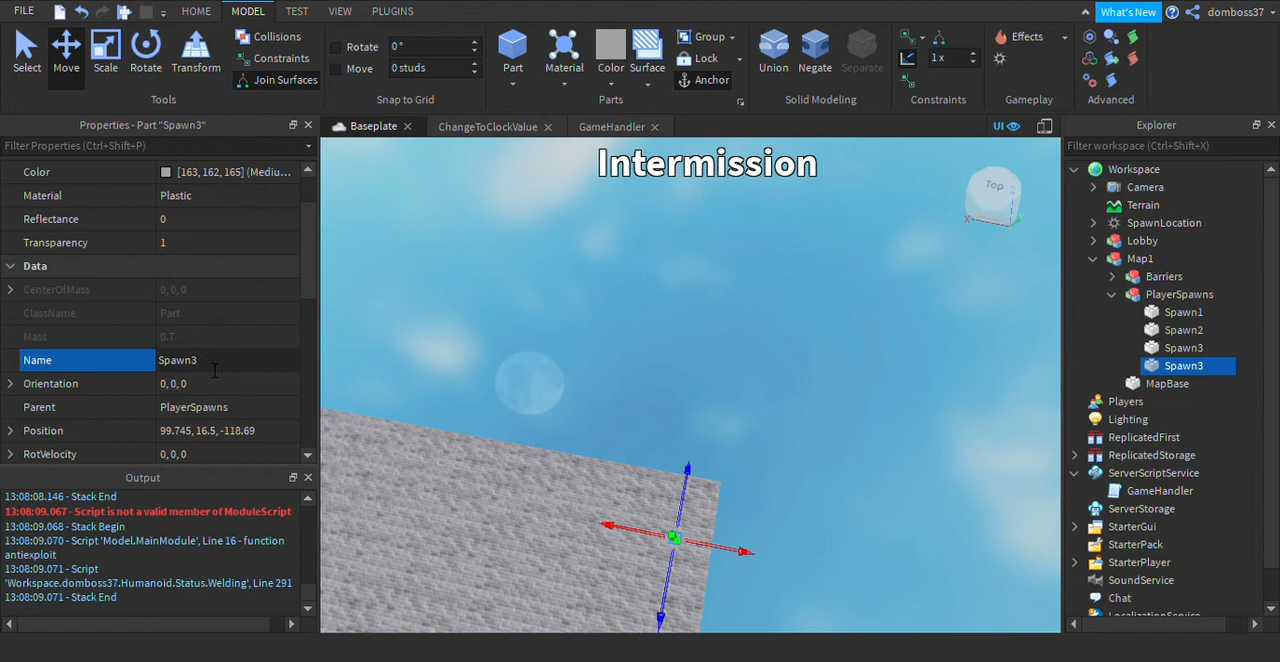 FILE HOME MODEL TEST VIEW PLUGINS What's New domboss37
Select Move Scale Rotate Transform
Collisions
Constraints
Join Surfaces
Tools
Rotate 0°
Move 0 studs
Snap to Grid
Part Material Color Surface
Group
Lock
Anchor
Parts
Union Negate Separate
Solid Modeling
1 x
Constraints
Effects
Gameplay
Advanced
Properties - Part "Spawn3"
Filter Properties (Ctrl+Shift+P)
Color [163, 162, 165] (Mediu...
Material Plastic
Reflectance 0
Transparency 1
Data
CenterOfMass 0, 0, 0
ClassName Part
Mass 0.7
Name Spawn3
Orientation 0, 0, 0
Parent PlayerSpawns
Position 99.745, 16.5, -118.69
RotVelocity 0, 0, 0
Output
13:08:08.146 - Stack End
13:08:09.067 - Script is not a valid member of ModuleScript
13:08:09.068 - Stack Begin
13:08:09.070 - Script 'Model.MainModule', Line 16 - function
antiexploit
13:08:09.071 - Script
'Workspace.domboss37.Humanoid.Status.Welding', Line 291
13:08:09.071 - Stack End
Baseplate ChangeToClockValue GameHandler UI
Intermission
Top
X
Explorer
Filter workspace (Ctrl+Shift+X)
Workspace
Camera
Terrain
SpawnLocation
Lobby
Map1
Barriers
PlayerSpawns
Spawn1
Spawn2
Spawn3
Spawn3
MapBase
Players
Lighting
ReplicatedFirst
ReplicatedStorage
ServerScriptService
GameHandler
ServerStorage
StarterGui
StarterPack
StarterPlayer
SoundService
Chat
LocalizationService